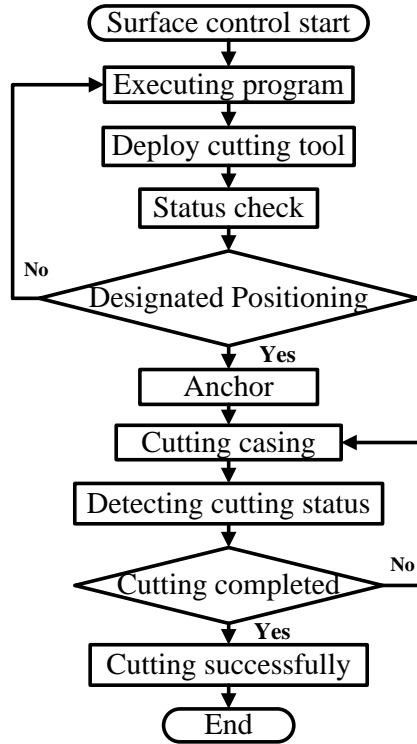 Surface control start
Executing program
Deploy cutting tool
Status check
No
Designated Positioning
Yes
Anchor
Cutting casing
Detecting cutting status
No
Cutting completed
Yes
Cutting successfully
End